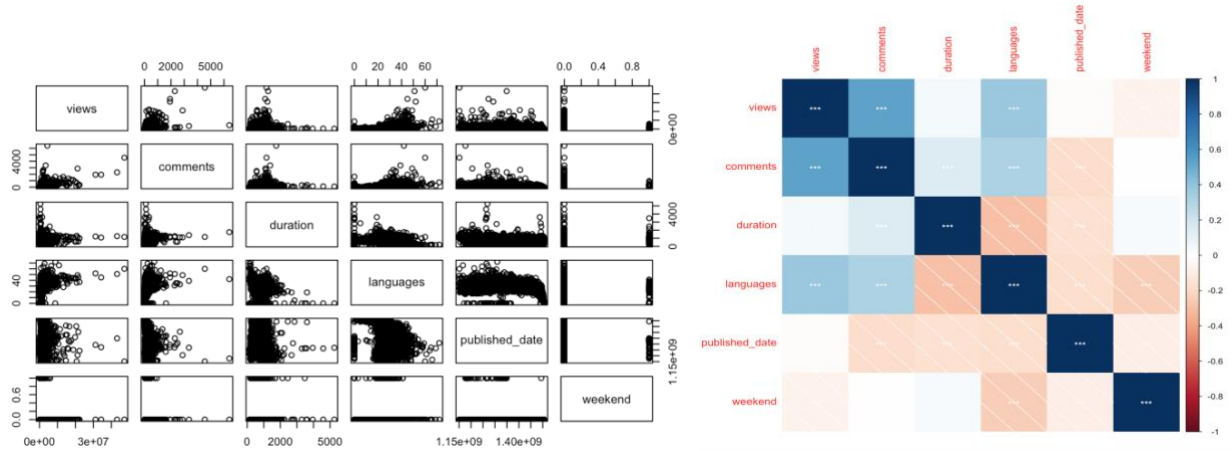 0 2000 5000
0 20 40 60
0.0 0.4 0.8
views
0e+00
0 4000
comments
duration
0 4000
40
languages
published_date
1.15e+09
0.0 0.6
weekend
0e+00 3e+07
0 2000 5000
1.15e+09 1.40e+09
views
comments
duration
languages
published_date
weekend
views
*** *** *** ***
comments
*** *** *** *** ***
duration
*** *** *** ***
languages
*** *** *** *** *** ***
published_date
*** *** *** *** ***
weekend
*** *** *** ***
1
0.8
0.6
0.4
0.2
0
-0.2
-0.4
-0.6
-0.8
-1